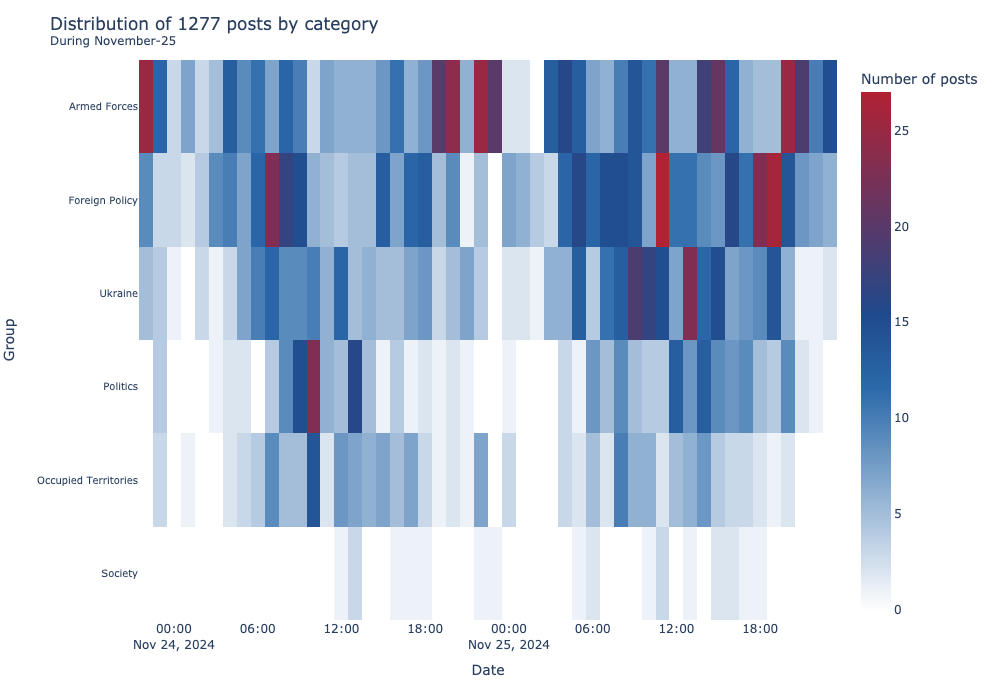 Distribution of 1277 posts by category
During November-25
Number of posts
25
20
15
10
5
0
Group
Armed Forces
Foreign Policy
Ukraine
Politics
Occupied Territories
Society
00:00 06:00 12:00 18:00 00:00 06:00 12:00 18:00
Nov 24, 2024 Nov 25, 2024
Date